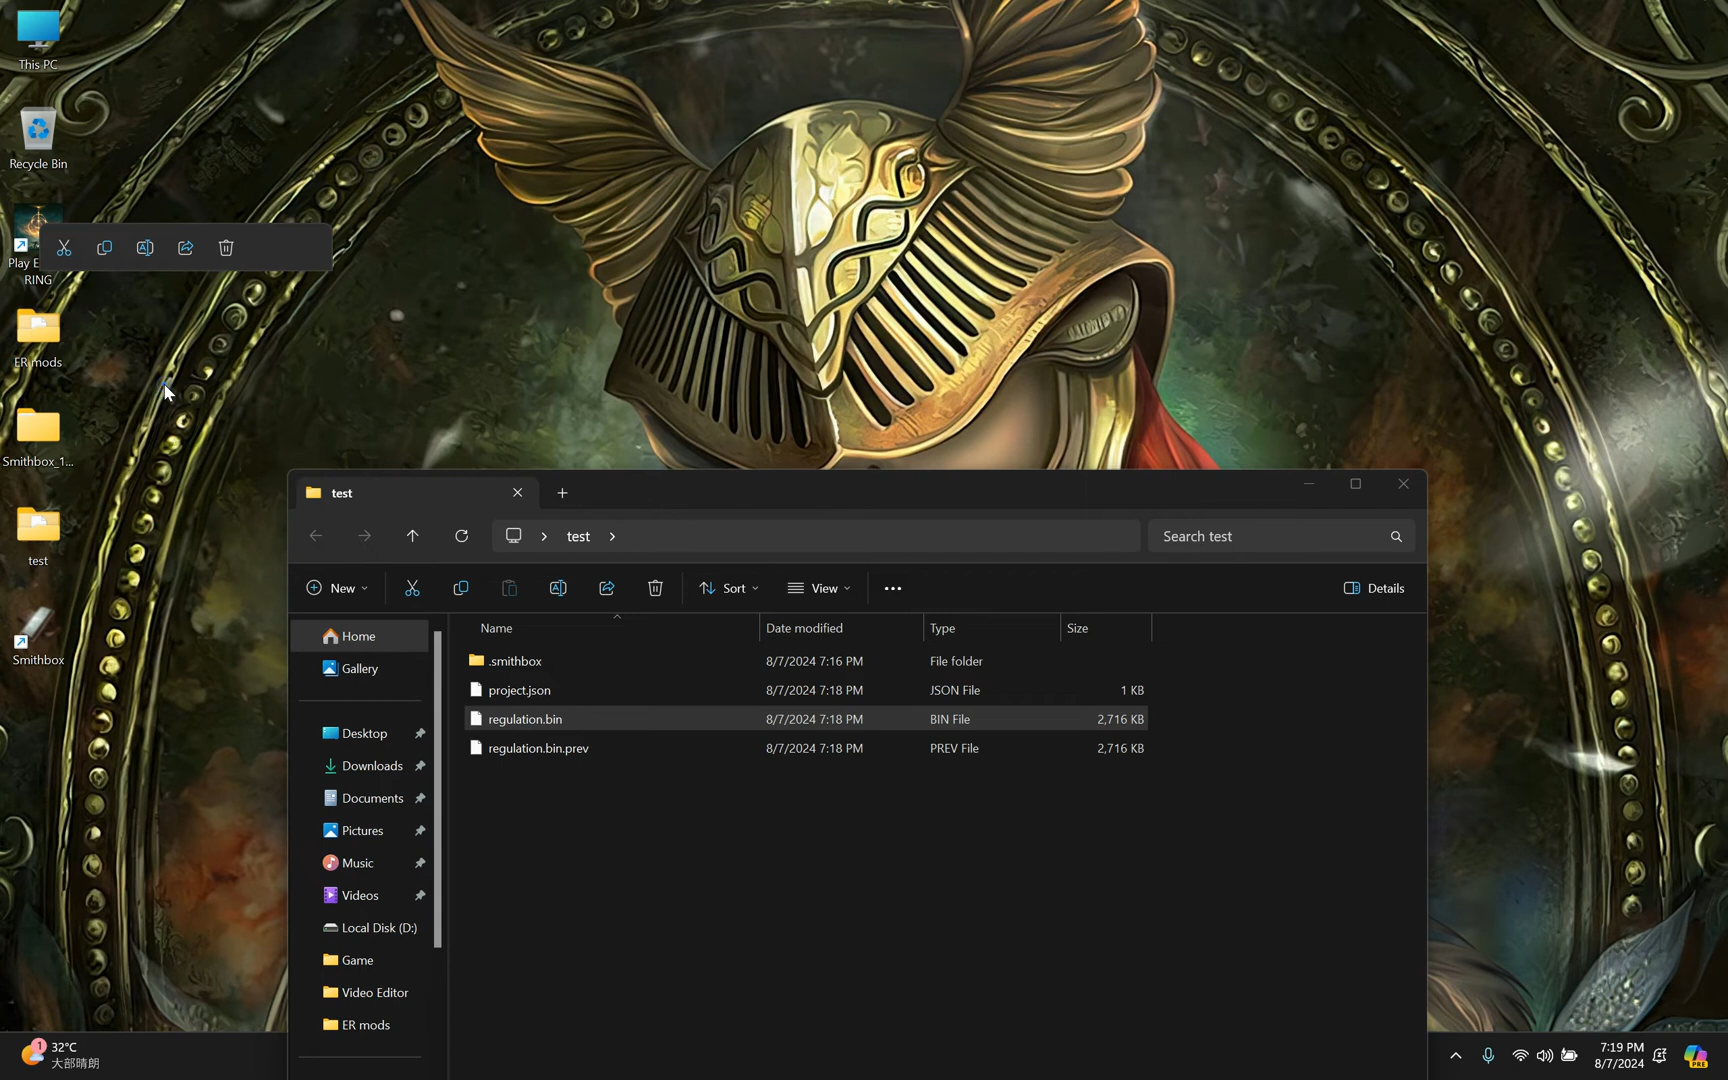 This PC
Recycle Bin
Play E
RING
ER mods
Smithbox_1...
test
Smithbox
test
test
Search test
New
Sort
View
Details
Home
Gallery
Desktop
Downloads
Documents
Pictures
Music
Videos
Local Disk (D:)
Game
Video Editor
ER mods
Name Date modified Type Size
.smithbox 8/7/2024 7:16 PM File folder
project.json 8/7/2024 7:18 PM JSON File 1 KB
regulation.bin 8/7/2024 7:18 PM BIN File 2,716 KB
regulation.bin.prev 8/7/2024 7:18 PM PREV File 2,716 KB
1
32°C
大部晴朗
7:19 PM
8/7/2024
PRE